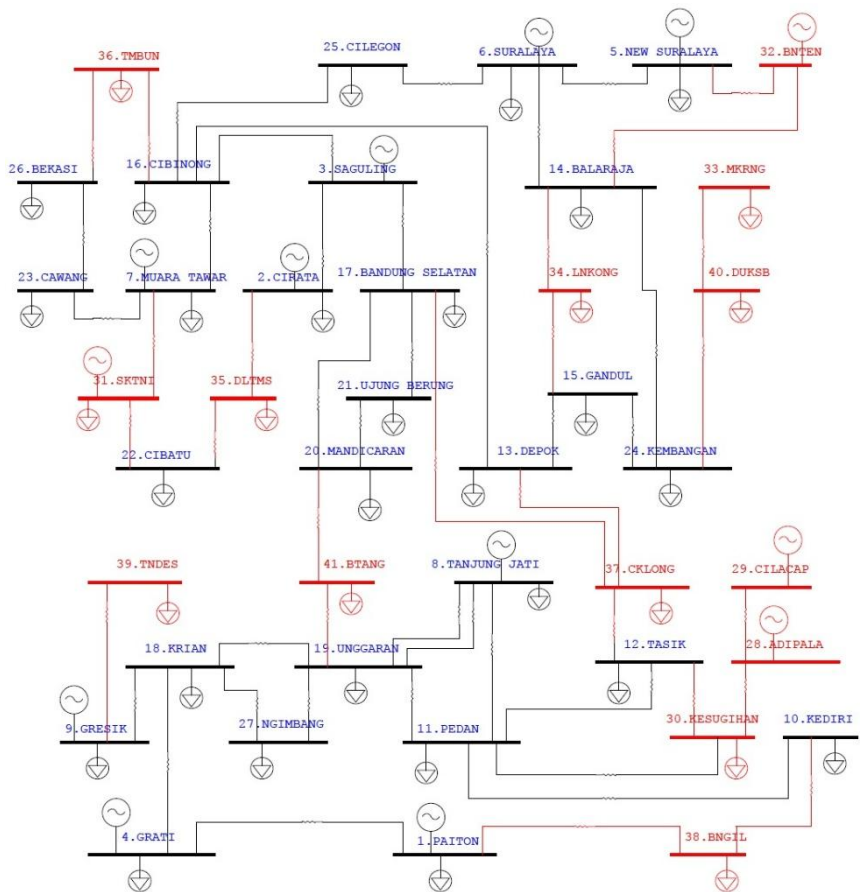 25.CILEGON
6.SURALAYA
5.NEW SURALAYA
32.BNTEN
36.TMBUN
26.BEKASI
16.CIBINONG
3.SAGULING
14.BALARAJA
33.MKRNG
23.CAWANG
7.MUARA TAWAR
2.CIRATA
17.BANDUNG SELATAN
34.LNKONG
40.DUKSB
31.SKTNI
35.DLTMS
21.UJUNG BERUNG
15.GANDUL
22.CIBATU
20.MANDICARAN
13.DEPOK
24.KEMBANGAN
39.TNDES
41.BTANG
8.TANJUNG JATI
37.CKLONG
29.CILACAP
18.KRIAN
19.UNGGARAN
12.TASIK
28.ADIPALA
9.GRESIK
27.NGIMBANG
11.PEDAN
30.KESUGIHAN
10.KEDIRI
4.GRATI
1.PAITON
38.BNGIL